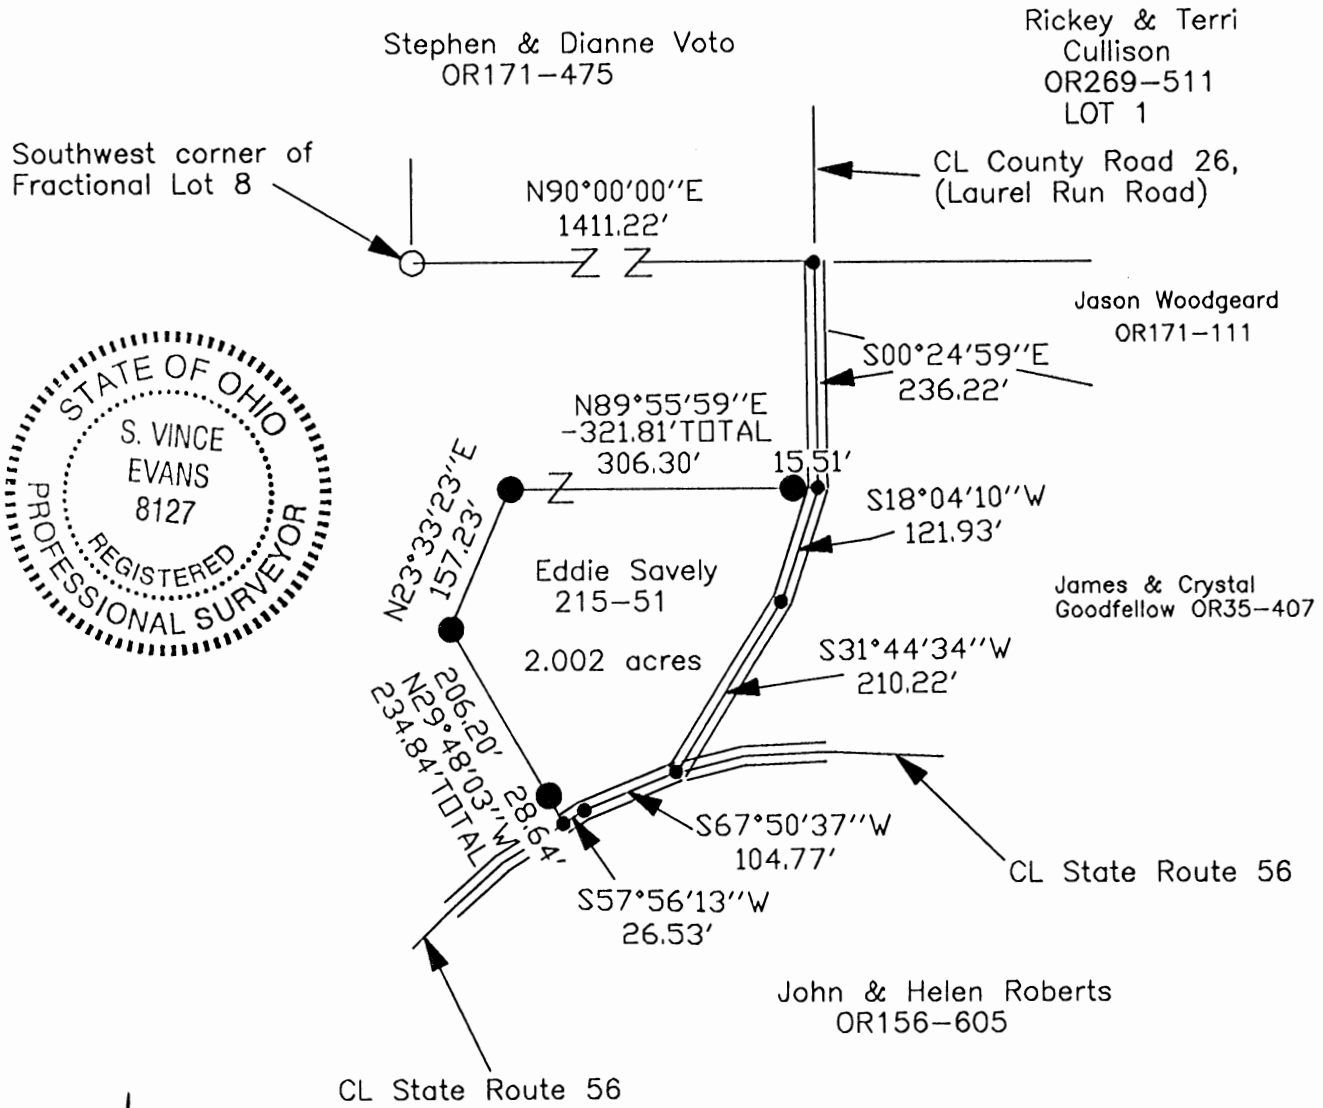 Stephen & Dianne Voto
OR171-475
Rickey & Terri
Cullison
OR269-511
LOT 1
Southwest corner of
Fractional Lot 8
N90°00'00''E
1411.22'
CL County Road 26,
(Laurel Run Road)
Jason Woodgeard
OR171-111
S00°24'59''E
236.22'
STATE OF OHIO
S. VINCE
EVANS
8127
REGISTERED
PROFESSIONAL SURVEYOR
N89°55'59''E
-321.81'TOTAL
306.30'
15.51'
N23°33'23''E
157.23'
S18°04'10''W
121.93'
Eddie Savely
215-51
2.002 acres
James & Crystal
Goodfellow OR35-407
S31°44'34''W
210.22'
206.20'
28.64'
N29°48'03''W
234.84'TOTAL
S67°50'37''W
104.77'
S57°56'13''W
26.53'
CL State Route 56
John & Helen Roberts
OR156-605
CL State Route 56